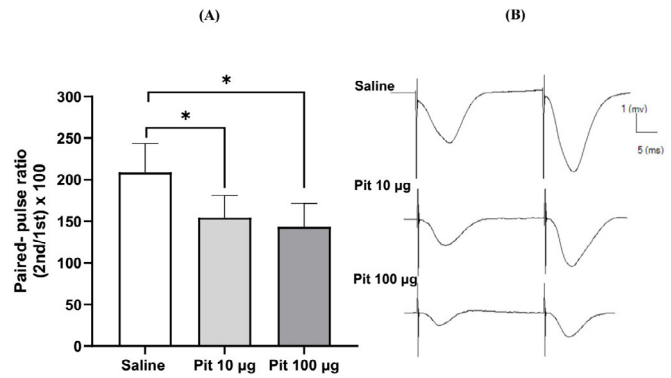 (A)
(B)
Paired- pulse ratio
(2nd/1st) x 100
300
250
200
150
100
50
0
*
*
Saline
Pit 10 µg
Pit 100 µg
Saline
1 (mv)
5 (ms)
Pit 10 µg
Pit 100 µg